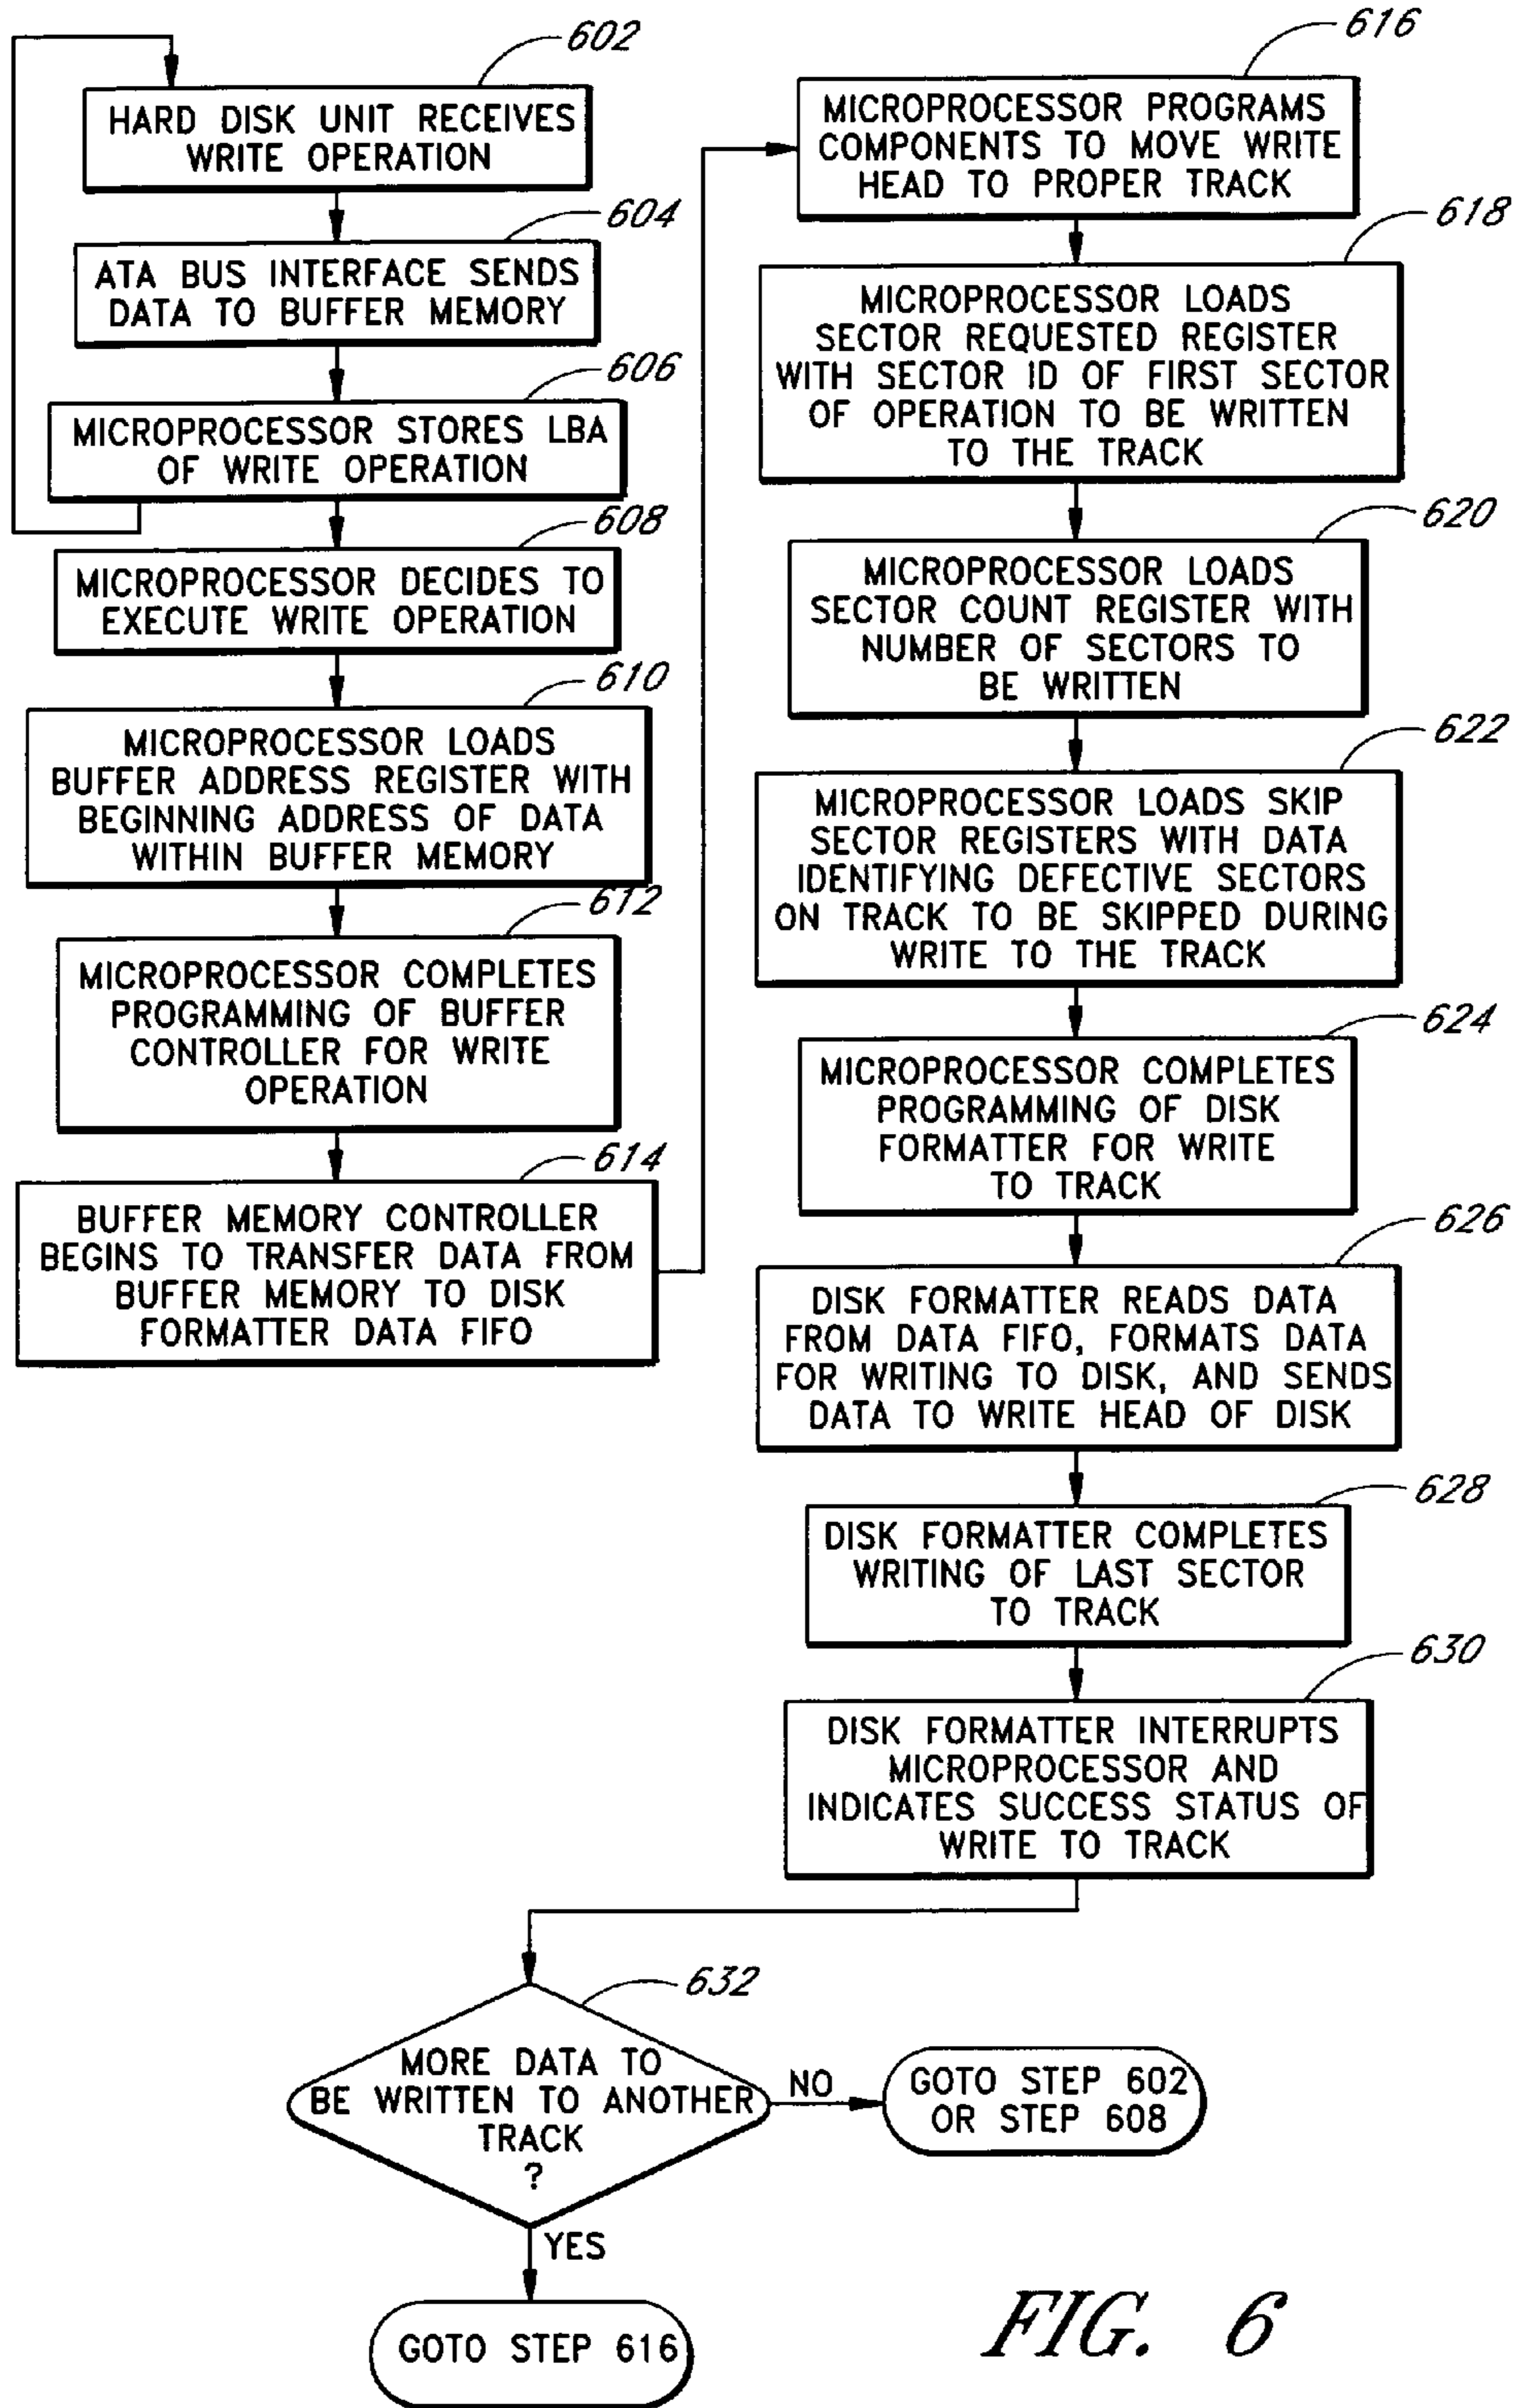 602
HARD DISK UNIT RECEIVES
WRITE OPERATION
604
ATA BUS INTERFACE SENDS
DATA TO BUFFER MEMORY
606
MICROPROCESSOR STORES LBA
OF WRITE OPERATION
608
MICROPROCESSOR DECIDES TO
EXECUTE WRITE OPERATION
610
MICROPROCESSOR LOADS
BUFFER ADDRESS REGISTER WITH
BEGINNING ADDRESS OF DATA
WITHIN BUFFER MEMORY
612
MICROPROCESSOR COMPLETES
PROGRAMMING OF BUFFER
CONTROLLER FOR WRITE
OPERATION
614
BUFFER MEMORY CONTROLLER
BEGINS TO TRANSFER DATA FROM
BUFFER MEMORY TO DISK
FORMATTER DATA FIFO
616
MICROPROCESSOR PROGRAMS
COMPONENTS TO MOVE WRITE
HEAD TO PROPER TRACK
618
MICROPROCESSOR LOADS
SECTOR REQUESTED REGISTER
WITH SECTOR ID OF FIRST SECTOR
OF OPERATION TO BE WRITTEN
TO THE TRACK
620
MICROPROCESSOR LOADS
SECTOR COUNT REGISTER WITH
NUMBER OF SECTORS TO
BE WRITTEN
622
MICROPROCESSOR LOADS SKIP
SECTOR REGISTERS WITH DATA
IDENTIFYING DEFECTIVE SECTORS
ON TRACK TO BE SKIPPED DURING
WRITE TO THE TRACK
624
MICROPROCESSOR COMPLETES
PROGRAMMING OF DISK
FORMATTER FOR WRITE
TO TRACK
626
DISK FORMATTER READS DATA
FROM DATA FIFO, FORMATS DATA
FOR WRITING TO DISK, AND SENDS
DATA TO WRITE HEAD OF DISK
628
DISK FORMATTER COMPLETES
WRITING OF LAST SECTOR
TO TRACK
630
DISK FORMATTER INTERRUPTS
MICROPROCESSOR AND
INDICATES SUCCESS STATUS OF
WRITE TO TRACK
632
MORE DATA TO
BE WRITTEN TO ANOTHER
TRACK
?
NO
GOTO STEP 602
OR STEP 608
YES
GOTO STEP 616
FIG. 6